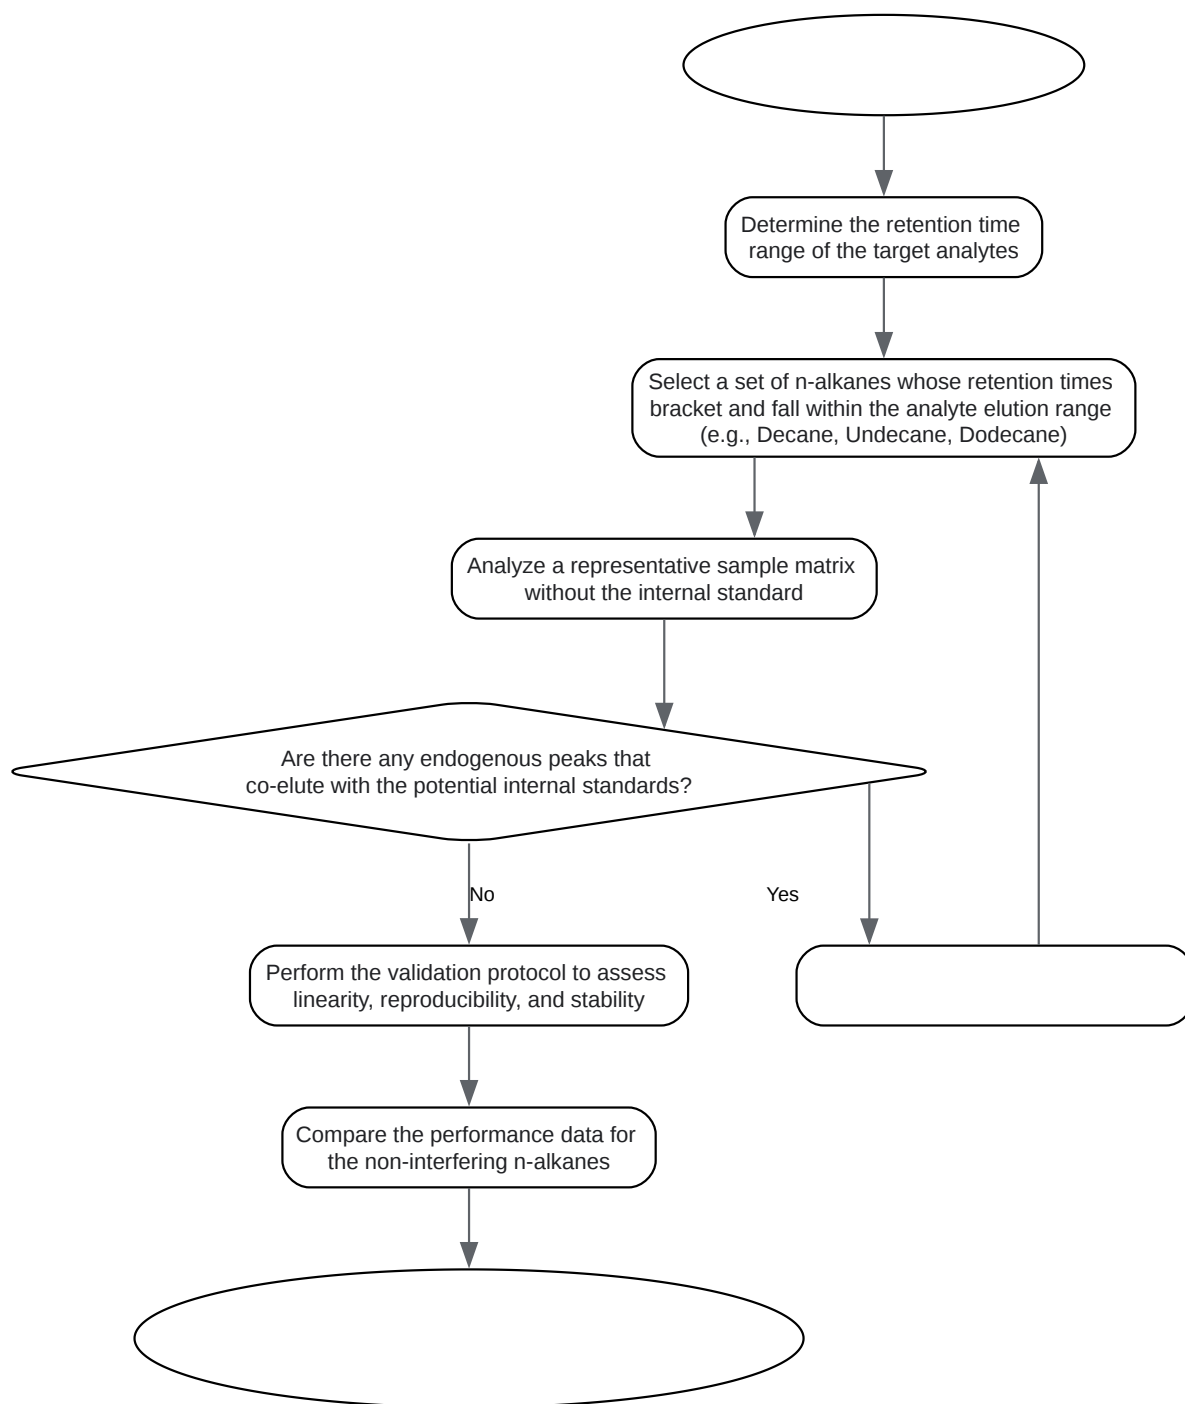 Determine the retention time
range of the target analytes
Select a set of n-alkanes whose retention times
bracket and fall within the analyte elution range
(e.g., Decane, Undecane, Dodecane)
Analyze a representative sample matrix
without the internal standard
Are there any endogenous peaks that
co-elute with the potential internal standards?
No
Yes
Perform the validation protocol to assess
linearity, reproducibility, and stability
Compare the performance data for
the non-interfering n-alkanes